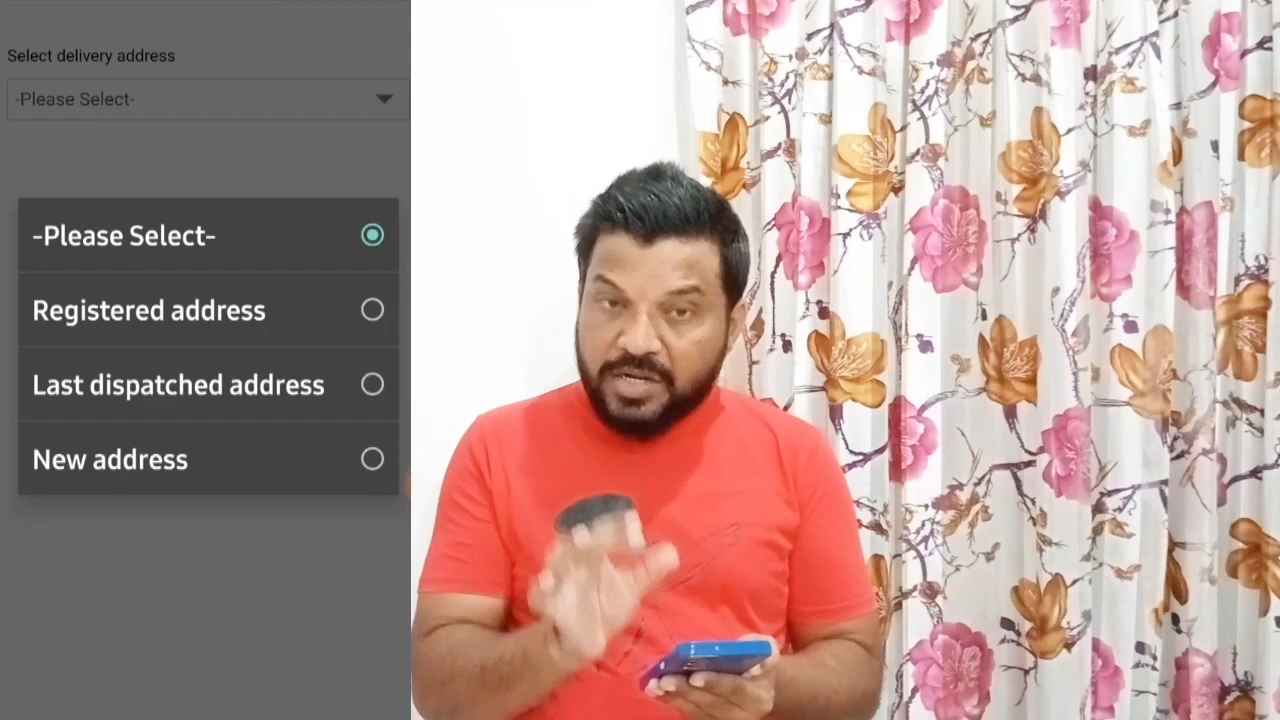 Select delivery address
-Please Select-
-Please Select-
Registered address
Last dispatched address
New address